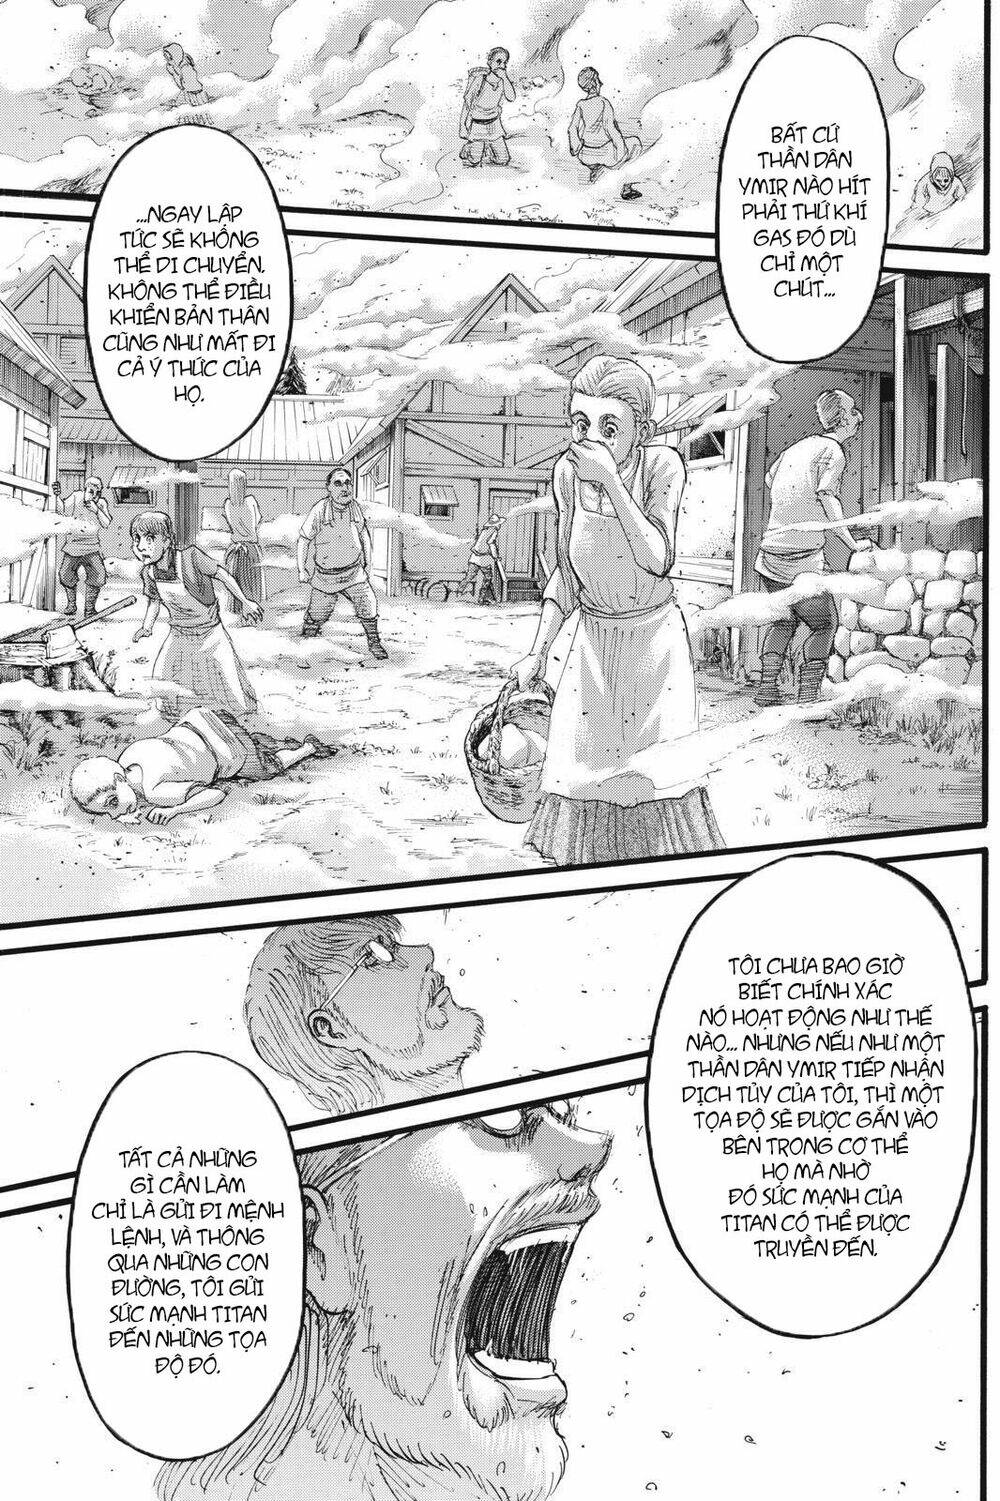 BẤT CỨ
THẦN DÂN
YMIR NÀO HÍT
PHẢI THỨ KHÍ
GAS ĐÓ DÙ
CHỈ MỘT
CHÚT...
...NGAY LẬP
TỨC SẼ KHÔNG
THỂ DI CHUYỂN.
KHÔNG THỂ ĐIỀU
KHIỂN BẢN THÂN
CŨNG NHƯ MẤT ĐI
CẢ Ý THỨC CỦA
HỌ.
TÔI CHƯA BAO GIỜ
BIẾT CHÍNH XÁC
NÓ HOẠT ĐỘNG NHƯ THẾ
NÀO... NHƯNG NẾU NHƯ MỘT
THẦN DÂN YMIR TIẾP NHẬN
DỊCH TỦY CỦA TÔI, THÌ MỘT
TỌA ĐỘ SẼ ĐƯỢC GẮN VÀO
BÊN TRONG CƠ THỂ
HỌ MÀ NHỜ
ĐÓ SỨC MẠNH CỦA
TITAN CÓ THỂ ĐƯỢC
TRUYỀN ĐẾN.
TẤT CẢ NHỮNG
GÌ CẦN LÀM
CHỈ LÀ GỬI ĐI MỆNH
LỆNH, VÀ THÔNG
QUA NHỮNG CON
ĐƯỜNG, TÔI GỬI
SỨC MẠNH TITAN
ĐẾN NHỮNG TỌA
ĐỘ ĐÓ.